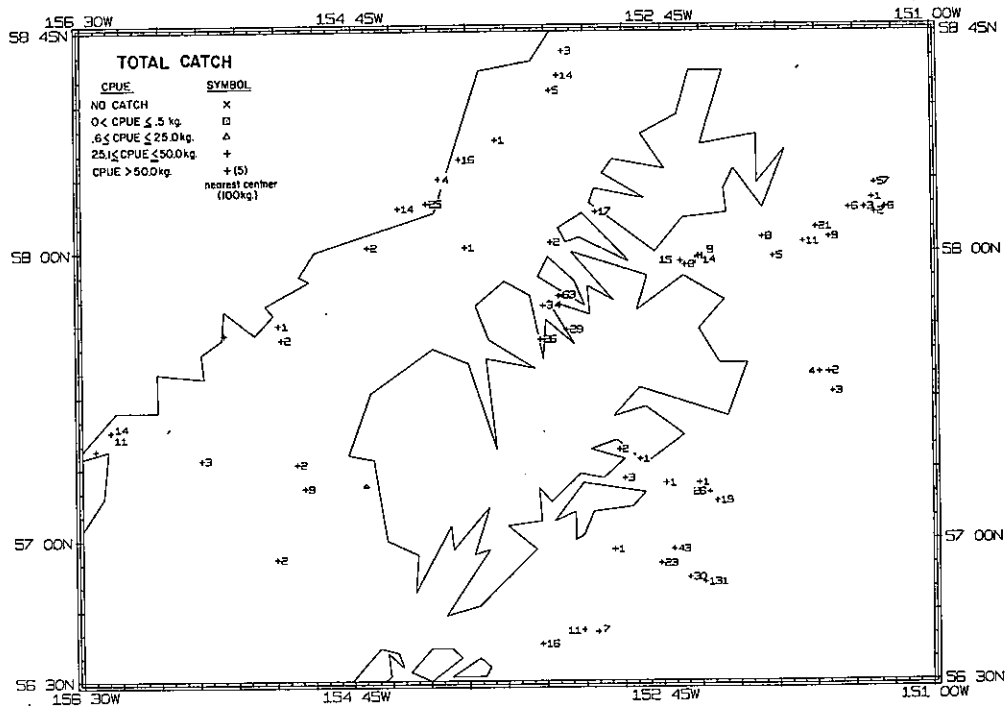 156 30W 154 45W 152 45W 151 00W
58 45N 58 45N
TOTAL CATCH
CPUE SYMBOL
NO CATCH x
0< CPUE ≤ .5 kg. ⊡
.6≤ CPUE ≤ 25.0kg. △
25.1≤CPUE≤50.0kg. +
CPUE > 50.0kg. +(5)
nearest centner
(100kg.)
+3
+14
+5
+1
+15
+4
+14
+2 +1 +2
+17
+57
+1
+6 +3 +6
+2
+21
+11 +9
+8
+5
9
15 +8 +4 14
58 00N 58 00N
+63
+34
+29
+26
+1
+2
4+ +2
+3
+14
11
+3 +2
+9
+2
+1
+3 +1 +1
26+
+19
57 00N 57 00N
+2 +1 +43
+23
+30
+131
11+ +7
+16
56 30N 56 30N
156 30W 154 45W 152 45W 151 00W